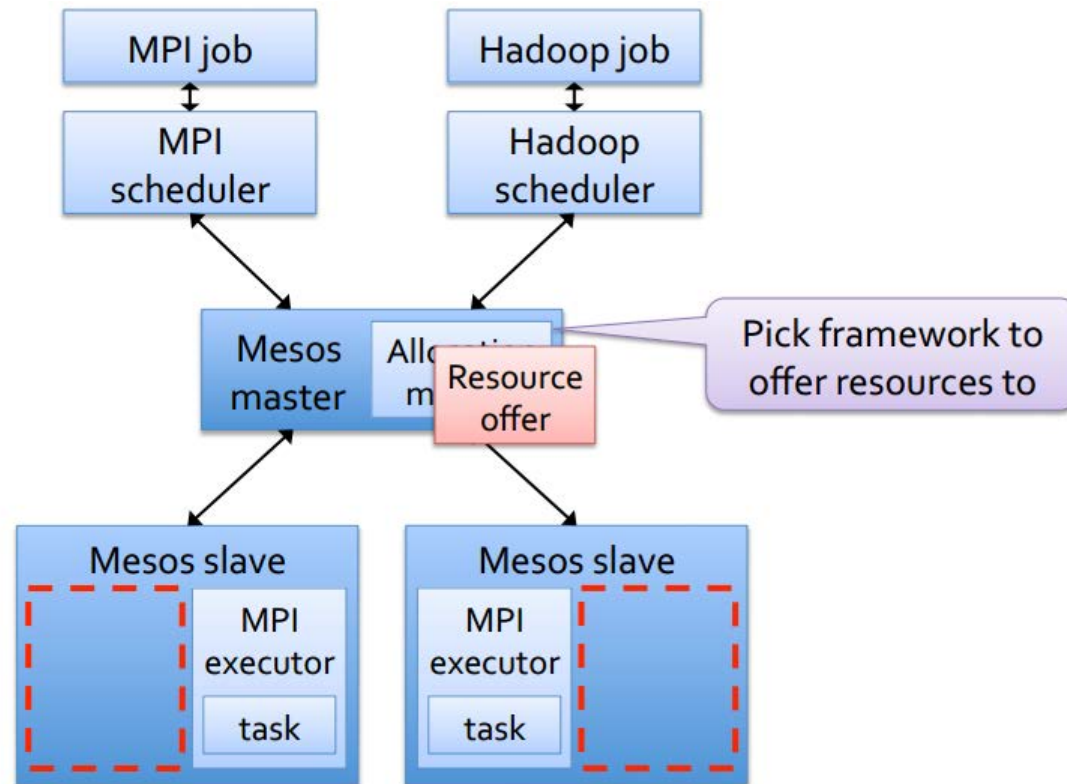 MPI job
Hadoop job
MPI
scheduler
Hadoop
scheduler
Mesos
master
Resource
offer
Pick framework to
offer resources to
Mesos slave
MPI
executor
task
Mesos slave
MPI
executor
task